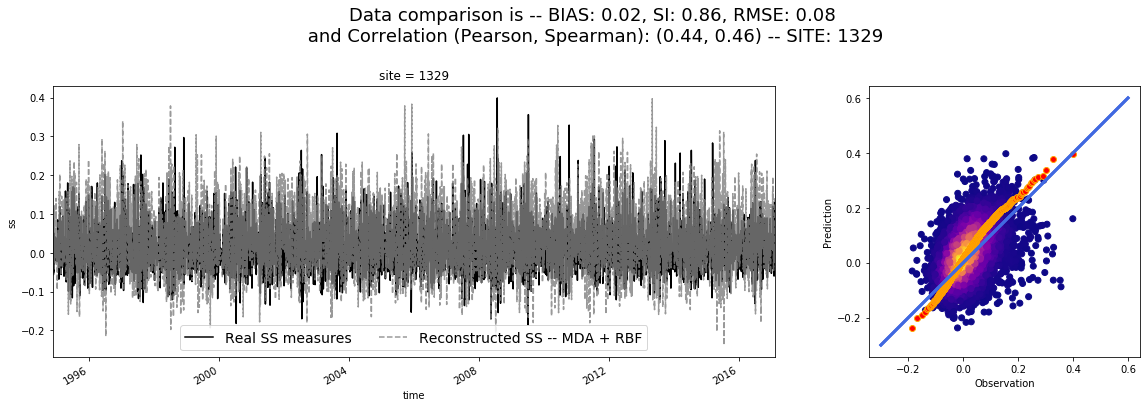 Data comparison is -- BIAS: 0.02, SI: 0.86, RMSE: 0.08
and Correlation (Pearson, Spearman): (0.44, 0.46) -- SITE: 1329
site = 1329
0.4
0.3
0.2
0.1
0.0
−0.1
−0.2
ss
Real SS measures
Reconstructed SS -- MDA + RBF
1996
2000
2004
2008
2012
2016
time
0.6
0.4
0.2
0.0
−0.2
Prediction
−0.2
0.0
0.2
0.4
0.6
Observation